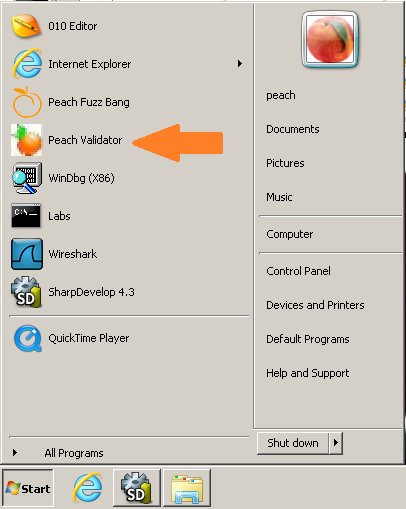 010 Editor
Internet Explorer
Peach Fuzz Bang
Peach Validator
WinDbg (X86)
C:\
Labs
Wireshark
SD
SharpDevelop 4.3
QuickTime Player
All Programs
peach
Documents
Pictures
Music
Computer
Control Panel
Devices and Printers
Default Programs
Help and Support
Shut down
Start
SD